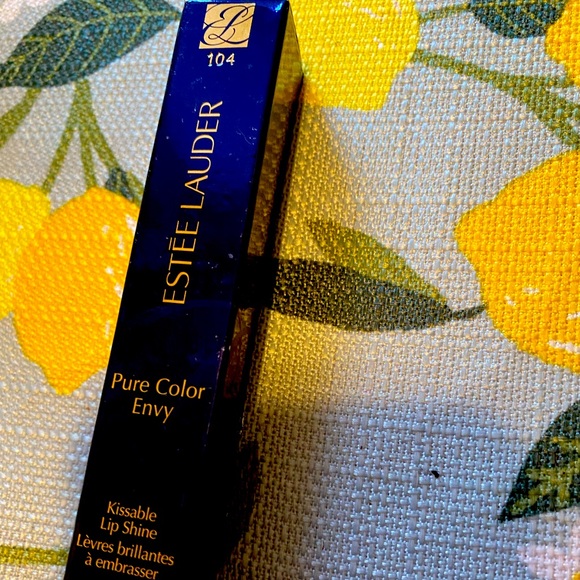 104
ESTĒE LAUDER
Pure Color
Envy
Kissable
Lip Shine
Lèvres brillantes
à embrasser